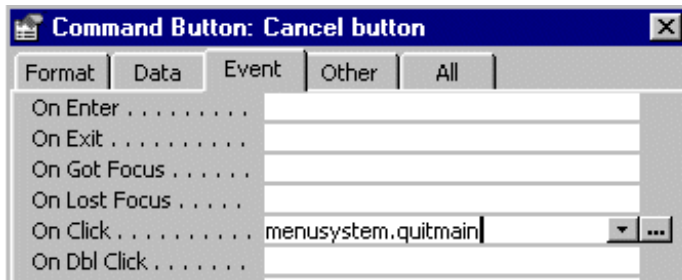 Command Button: Cancel button
Format Data Event Other All
On Enter . . . . . . . . .
On Exit . . . . . . . . . .
On Got Focus . . . . . .
On Lost Focus . . . . .
On Click . . . . . . . . . . menusystem.quitmain ...
On Dbl Click . . . . . . .